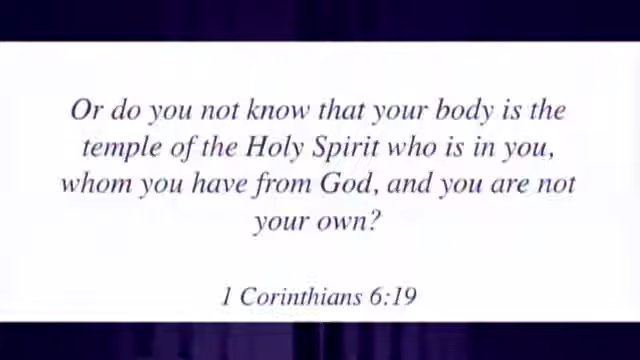 Or do you not know that your body is the
temple of the Holy Spirit who is in you,
whom you have from God, and you are not
your own?
1 Corinthians 6:19